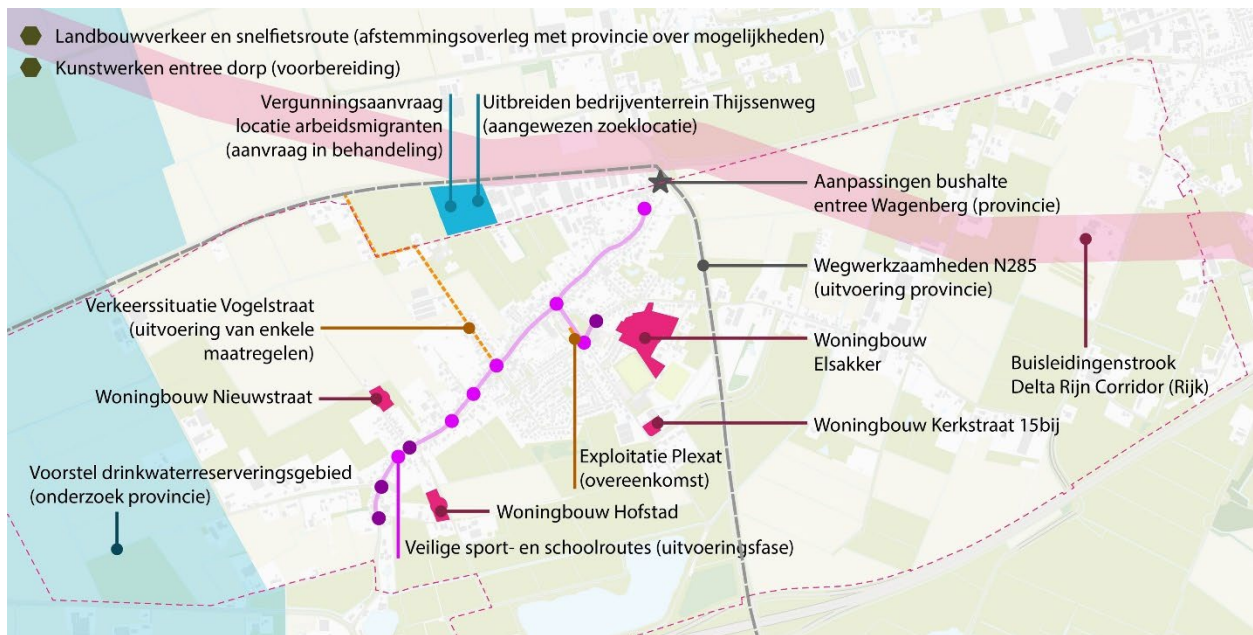 Landbouwverkeer en snelfietsroute (afstemmingsoverleg met provincie over mogelijkheden)
Kunstwerken entree dorp (voorbereiding)
Vergunningsaanvraag
locatie arbeidsmigranten
(aanvraag in behandeling)
Uitbreiden bedrijventerrein Thijssenweg
(aangewezen zoeklocatie)
Aanpassingen bushalte
entree Wagenberg (provincie)
Wegwerkzaamheden N285
(uitvoering provincie)
Verkeerssituatie Vogelstraat
(uitvoering van enkele
maatregelen)
Woningbouw
Elsakker
Buisleidingenstrook
Delta Rijn Corridor (Rijk)
Woningbouw Nieuwstraat
Woningbouw Kerkstraat 15bij
Exploitatie Plexat
(overeenkomst)
Voorstel drinkwaterreserveringsgebied
(onderzoek provincie)
Woningbouw Hofstad
Veilige sport- en schoolroutes (uitvoeringsfase)